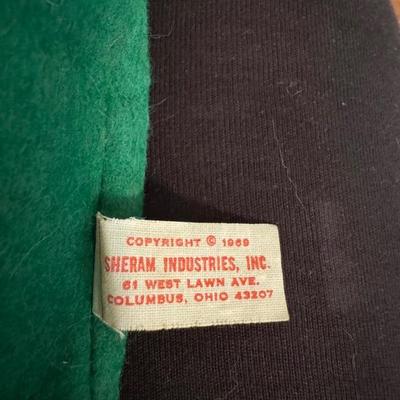 COPYRIGHT © 1969
SHERAM INDUSTRIES, INC.
61 WEST LAWN AVE.
COLUMBUS, OHIO 43207